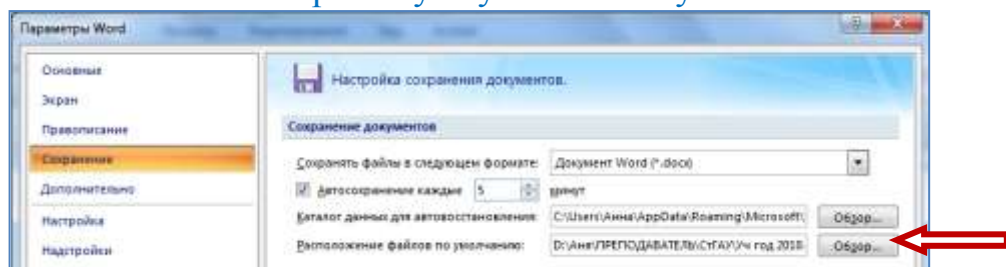 Параметры Word
Основные
Экран
Правописание
Сохранение
Дополнительно
Настройка
Надстройки
Настройка сохранения документов.
Сохранение документов
Сохранять файлы в следующем формате: Документ Word (*.docx)
Автосохранение каждые 5 минут
Каталог данных для автовосстановления: C:\Users\Анна\AppData\Roaming\Microsoft\ Обзор...
Расположение файлов по умолчанию: D:\Аня\ПРЕПОДАВАТЕЛЬ\СтГАУ\Уч год 2018- Обзор...